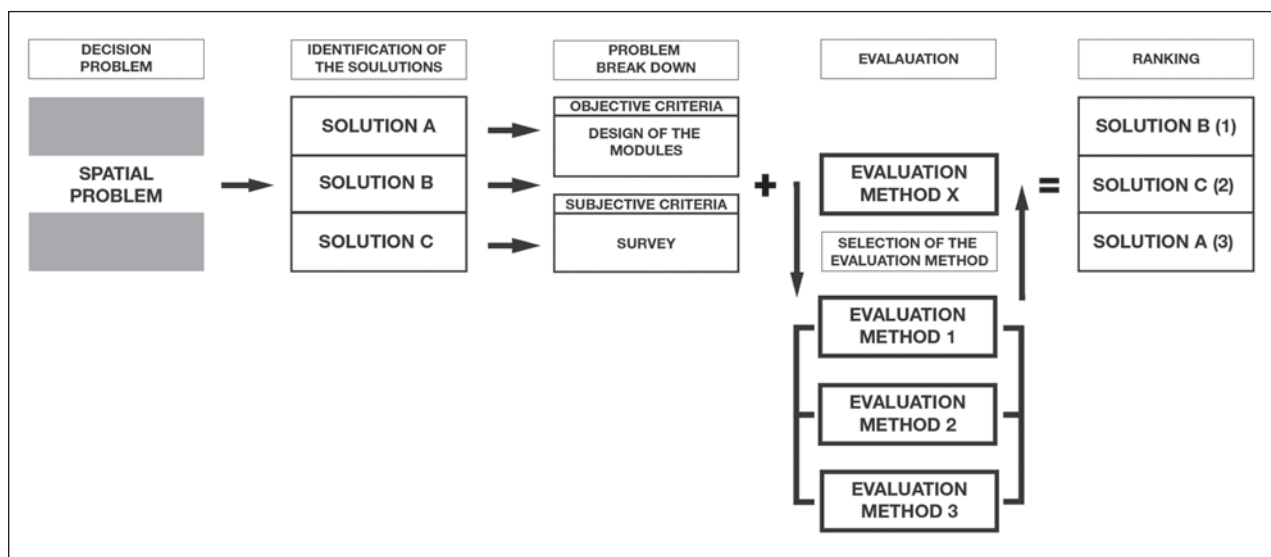 DECISION
PROBLEM
IDENTIFICATION OF
THE SOULUTIONS
PROBLEM
BREAK DOWN
EVALAUATION
RANKING
SPATIAL
PROBLEM
SOLUTION A
SOLUTION B
SOLUTION C
OBJECTIVE CRITERIA
DESIGN OF THE
MODULES
SUBJECTIVE CRITERIA
SURVEY
+
EVALUATION
METHOD X
SELECTION OF THE
EVALUATION METHOD
EVALUATION
METHOD 1
EVALUATION
METHOD 2
EVALUATION
METHOD 3
=
SOLUTION B (1)
SOLUTION C (2)
SOLUTION A (3)